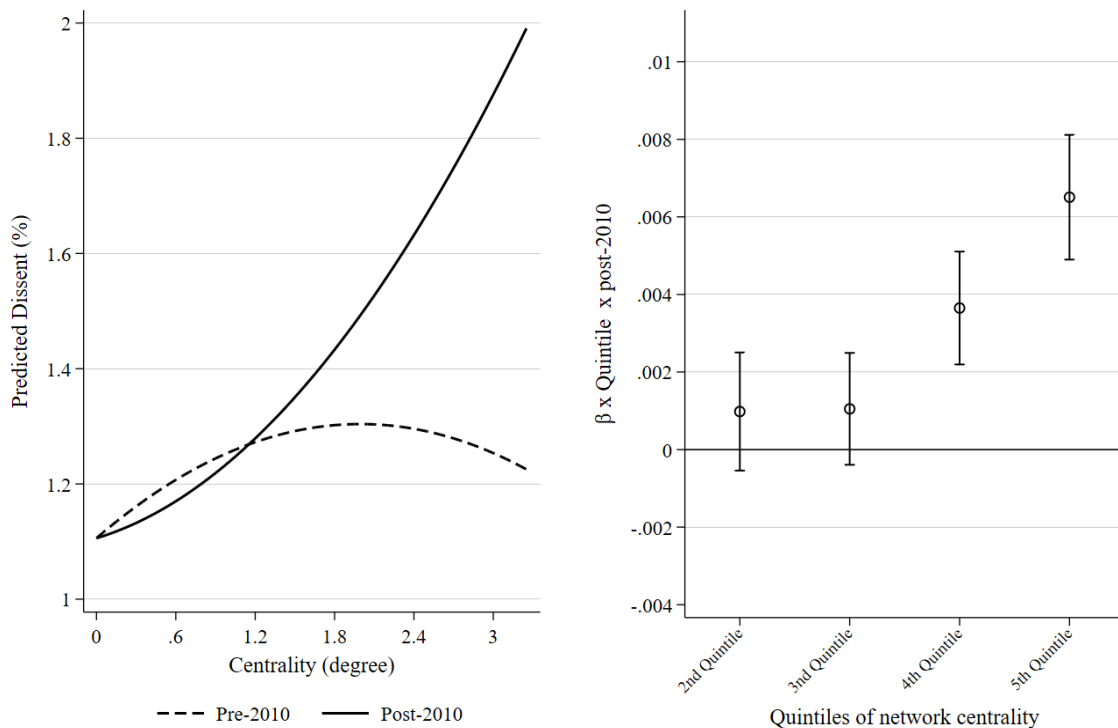 Predicted Dissent (%)
2
1.8
1.6
1.4
1.2
1
0
.6
1.2
1.8
2.4
3
Centrality (degree)
Pre-2010
Post-2010
β x Quintile x post-2010
.01
.008
.006
.004
.002
0
-.002
-.004
2nd Quintile
3rd Quintile
4th Quintile
5th Quintile
Quintiles of network centrality